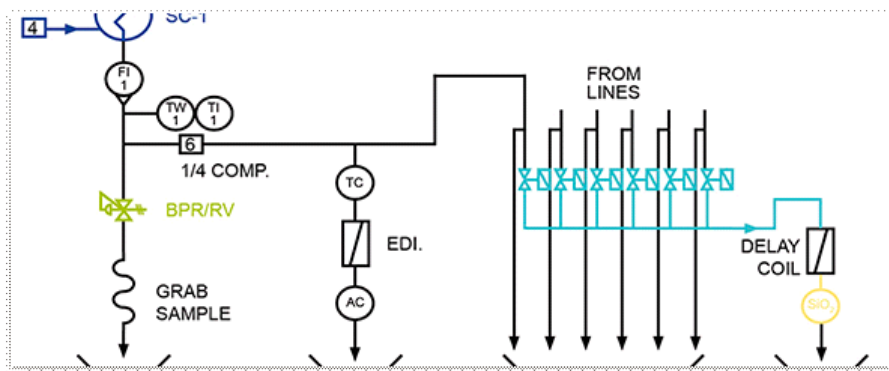 4
SC-1
FI
1
TW
1
TI
1
FROM
LINES
6
1/4 COMP.
TC
BPR/RV
EDI.
DELAY
COIL
GRAB
SAMPLE
AC
SiO₂